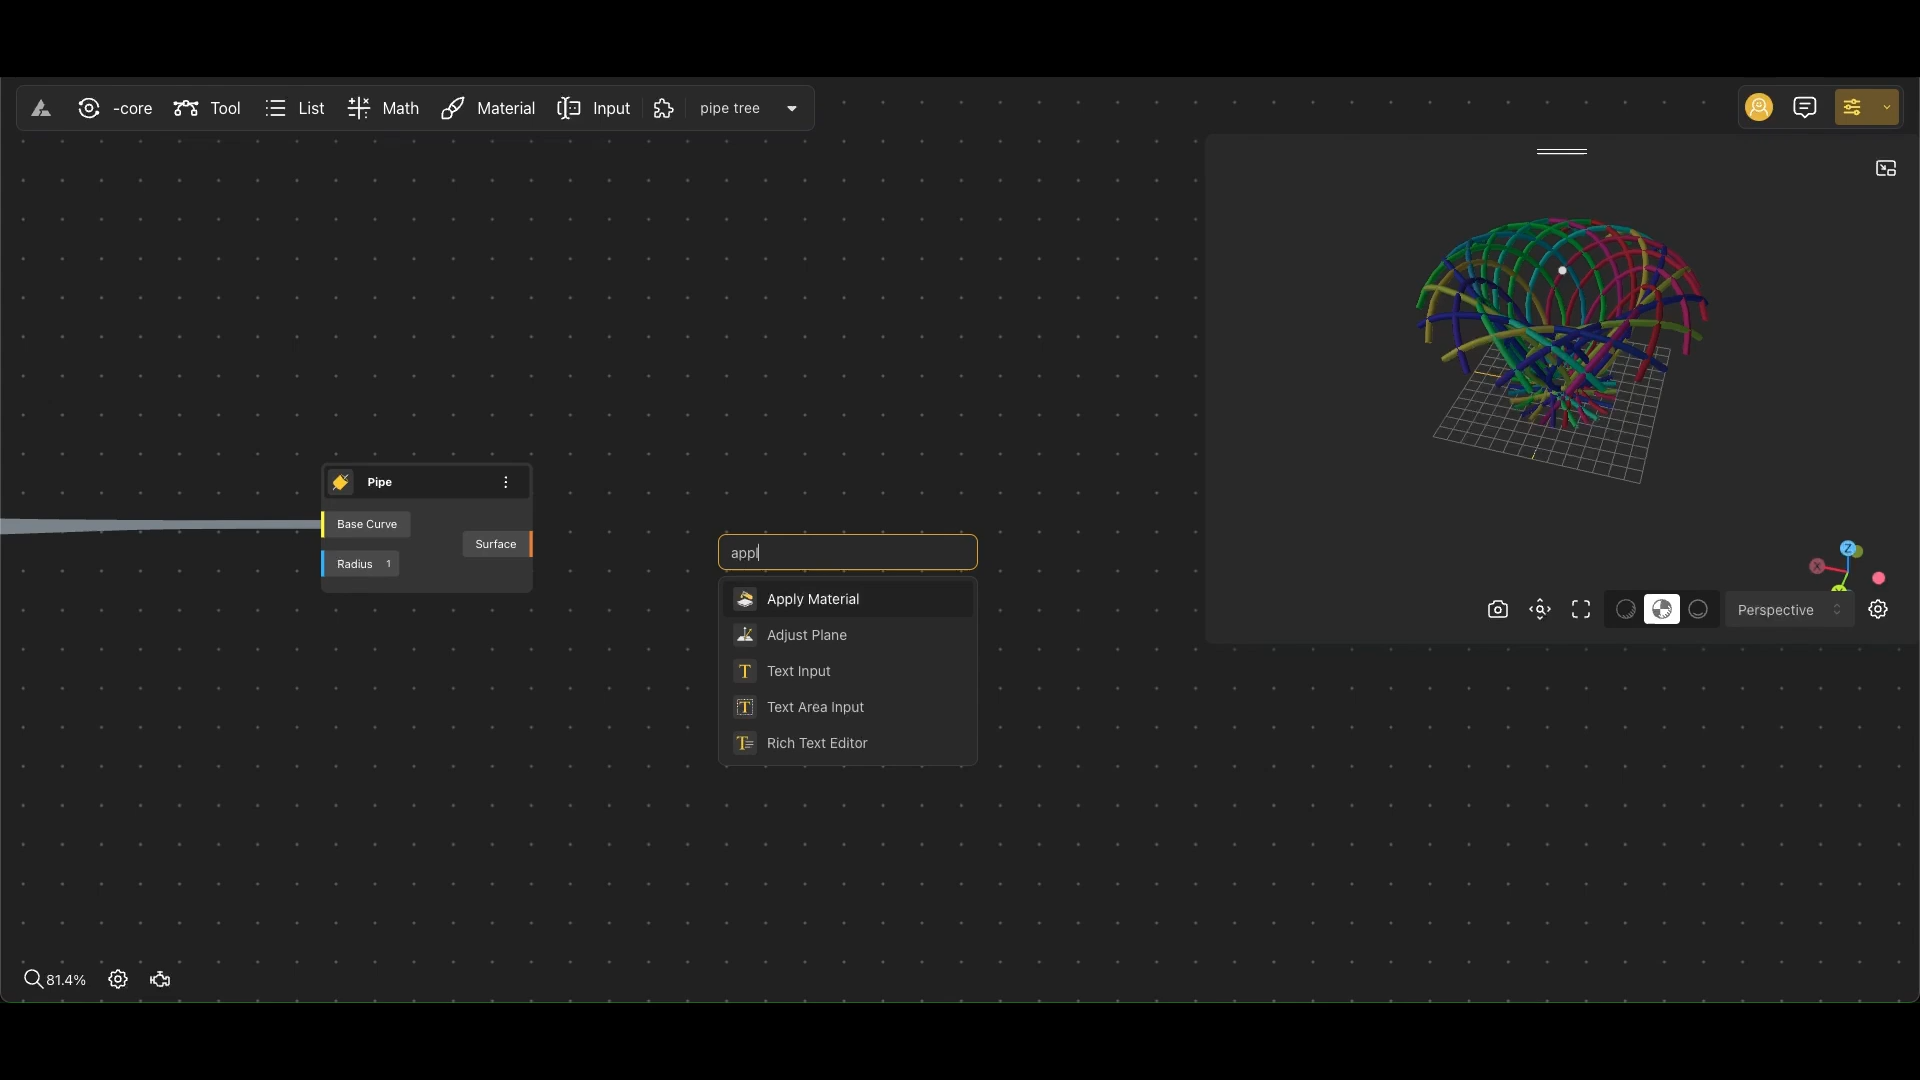 -core Tool List Math Material Input pipe tree
Pipe
Base Curve
Surface
Radius 1
appl
Apply Material
Adjust Plane
Text Input
Text Area Input
Rich Text Editor
Z
X
Y
Perspective
81.4%